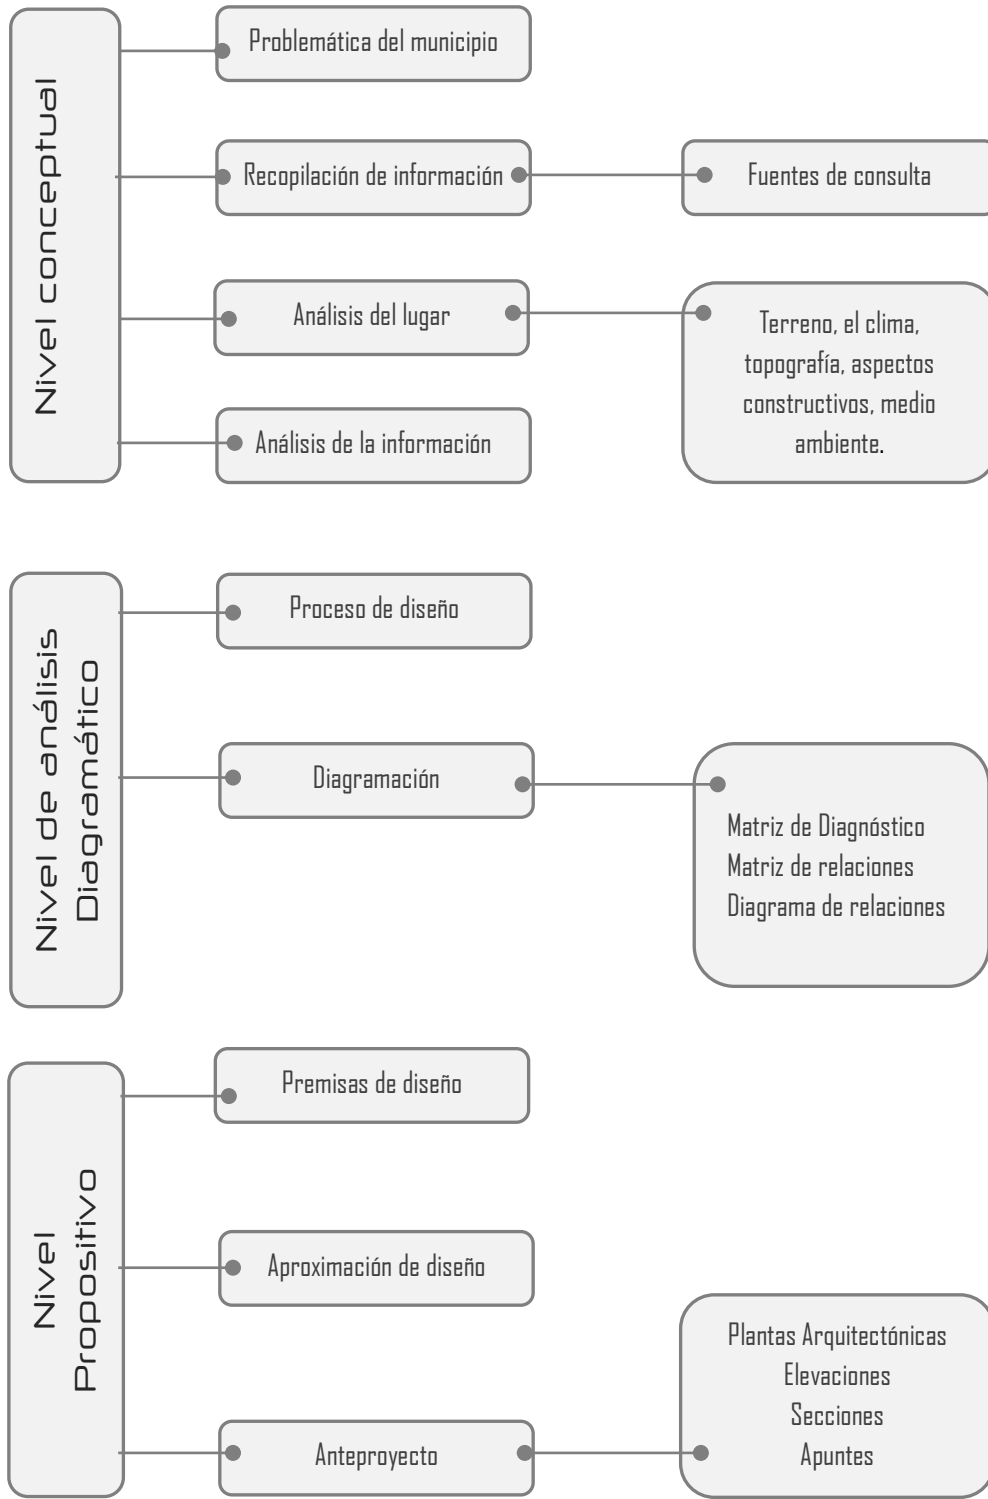 Nivel conceptual
Problemática del municipio
Recopilación de información
Fuentes de consulta
Análisis del lugar
Terreno, el clima,
topografía, aspectos
constructivos, medio
ambiente.
Análisis de la información
Nivel de análisis
Diagramático
Proceso de diseño
Diagramación
Matriz de Diagnóstico
Matriz de relaciones
Diagrama de relaciones
Nivel
Propositivo
Premisas de diseño
Aproximación de diseño
Anteproyecto
Plantas Arquitectónicas
Elevaciones
Secciones
Apuntes